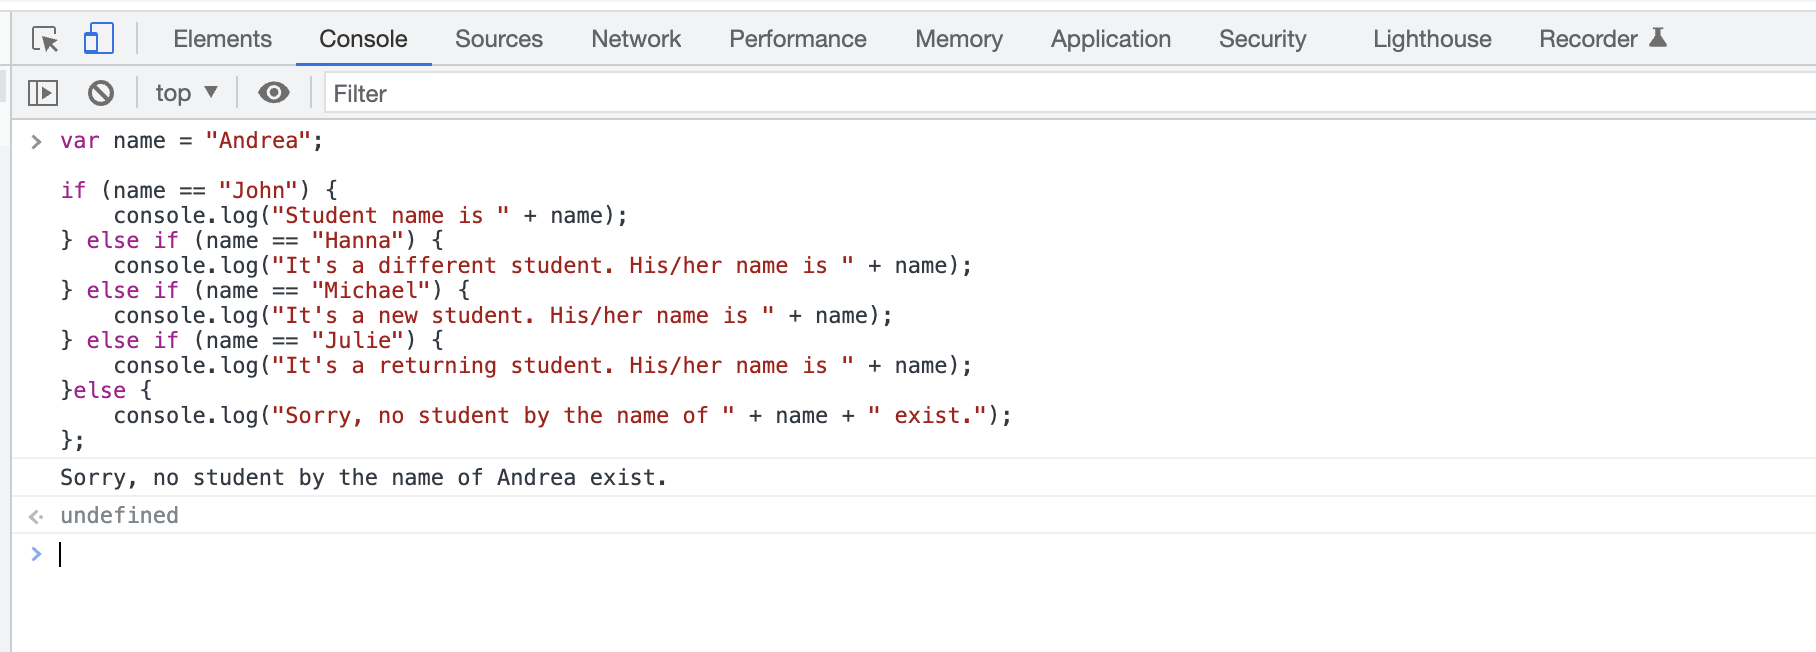 Elements Console Sources Network Performance Memory Application Security Lighthouse Recorder
top Filter
var name = "Andrea";
if (name == "John") {
    console.log("Student name is " + name);
} else if (name == "Hanna") {
    console.log("It's a different student. His/her name is " + name);
} else if (name == "Michael") {
    console.log("It's a new student. His/her name is " + name);
} else if (name == "Julie") {
    console.log("It's a returning student. His/her name is " + name);
}else {
    console.log("Sorry, no student by the name of " + name + " exist.");
};
Sorry, no student by the name of Andrea exist.
undefined